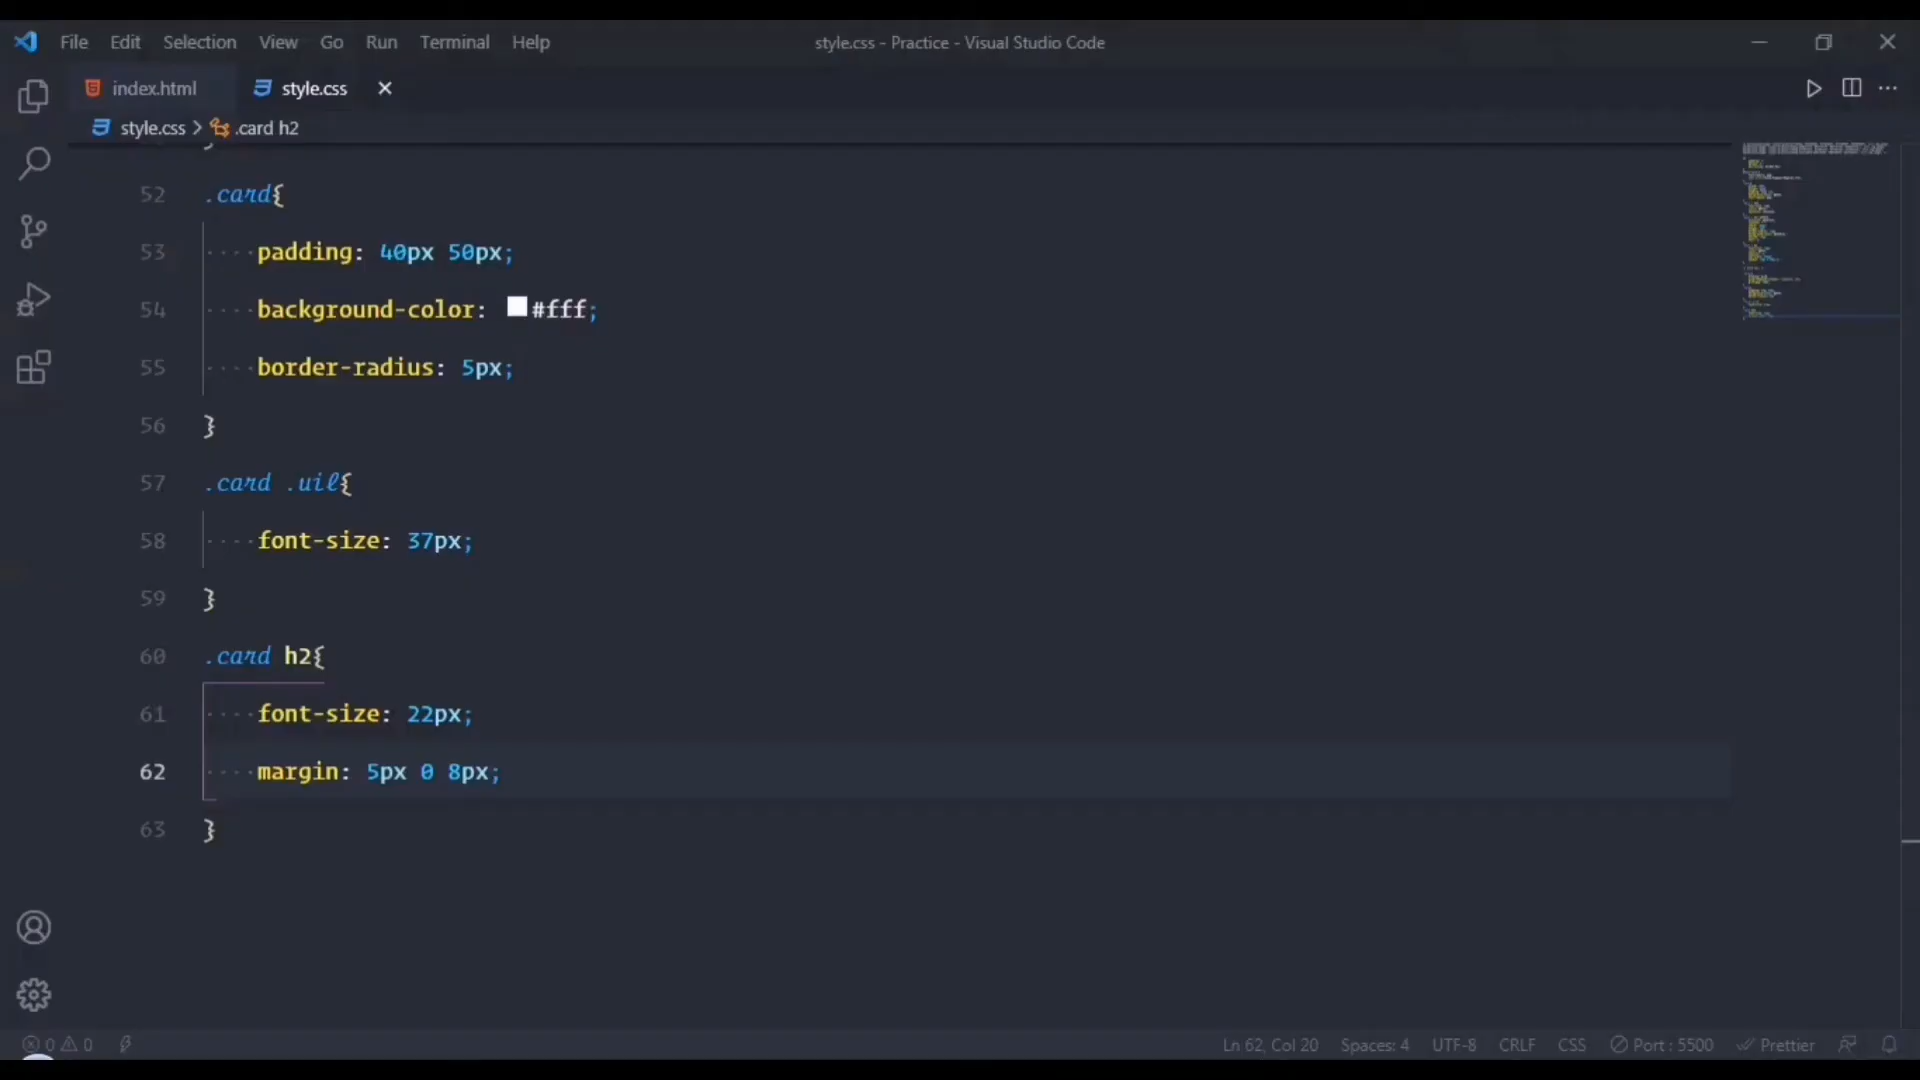 File Edit Selection View Go Run Terminal Help style.css - Practice - Visual Studio Code
index.html style.css
style.css > .card h2
}
52 .card{
53 padding: 40px 50px;
54 background-color: #fff;
55 border-radius: 5px;
56 }
57 .card .uil{
58 font-size: 37px;
59 }
60 .card h2{
61 font-size: 22px;
62 margin: 5px 0 8px;
63 }
0 0 Ln 62, Col 20 Spaces: 4 UTF-8 CRLF CSS Port : 5500 Prettier